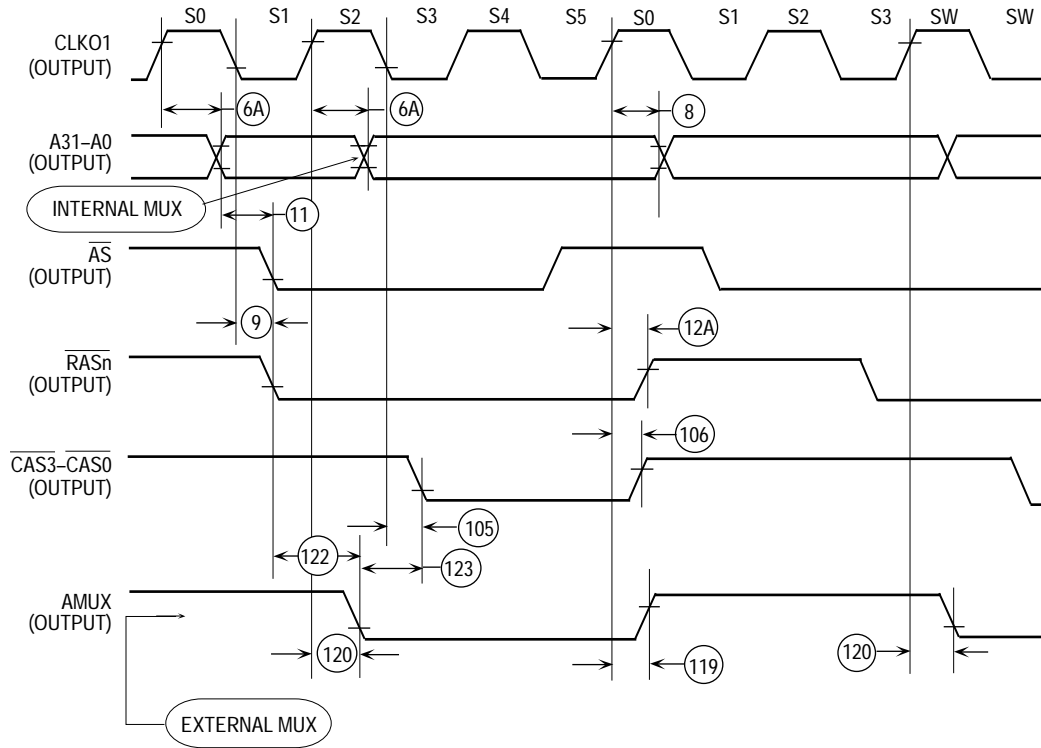 S0 S1 S2 S3 S4 S5 S0 S1 S2 S3 SW SW
CLKO1
(OUTPUT)
6A 6A 8
A31–A0
(OUTPUT)
INTERNAL MUX
11
AS
(OUTPUT)
9 12A
RASn
(OUTPUT)
106
CAS3–CAS0
(OUTPUT)
105
122 123
AMUX
(OUTPUT)
120 119 120
EXTERNAL MUX